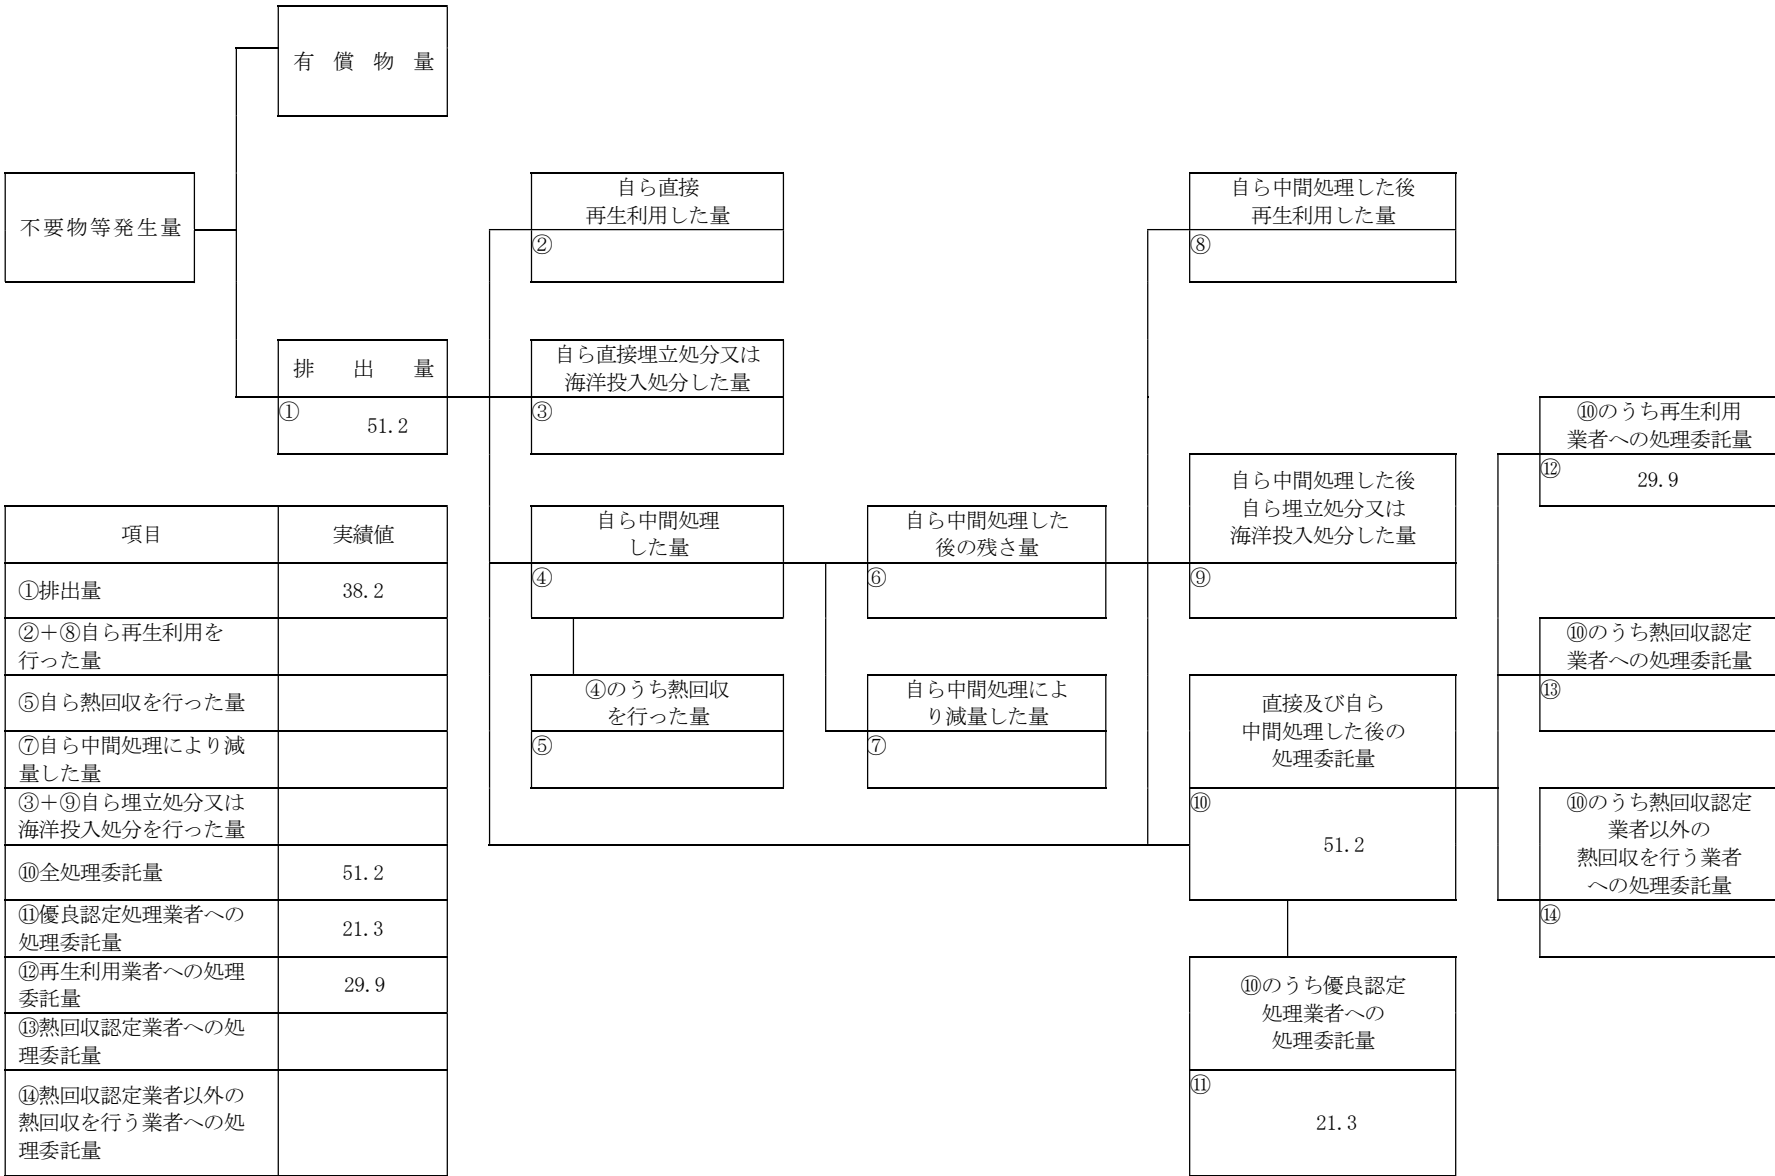 有償物量
不要物等発生量
自ら直接
再生利用した量
②
自ら中間処理した後
再生利用した量
⑧
排出量
①
51.2
自ら直接埋立処分又は
海洋投入処分した量
③
⑩のうち再生利用
業者への処理委託量
⑫
29.9
自ら中間処理した後
自ら埋立処分又は
海洋投入処分した量
⑨
自ら中間処理
した量
④
自ら中間処理した
後の残さ量
⑥
⑩のうち熱回収認定
業者への処理委託量
⑬
④のうち熱回収
を行った量
⑤
自ら中間処理によ
り減量した量
⑦
直接及び自ら
中間処理した後の
処理委託量
⑩
51.2
⑩のうち熱回収認定
業者以外の
熱回収を行う業者
への処理委託量
⑭
⑩のうち優良認定
処理業者への
処理委託量
⑪
21.3
項目 実績値
①排出量 38.2
②＋⑧自ら再生利用を
行った量
⑤自ら熱回収を行った量
⑦自ら中間処理により減
量した量
③＋⑨自ら埋立処分又は
海洋投入処分を行った量
⑩全処理委託量 51.2
⑪優良認定処理業者への
処理委託量 21.3
⑫再生利用業者への処理
委託量 29.9
⑬熱回収認定業者への処
理委託量
⑭熱回収認定業者以外の
熱回収を行う業者への処
理委託量